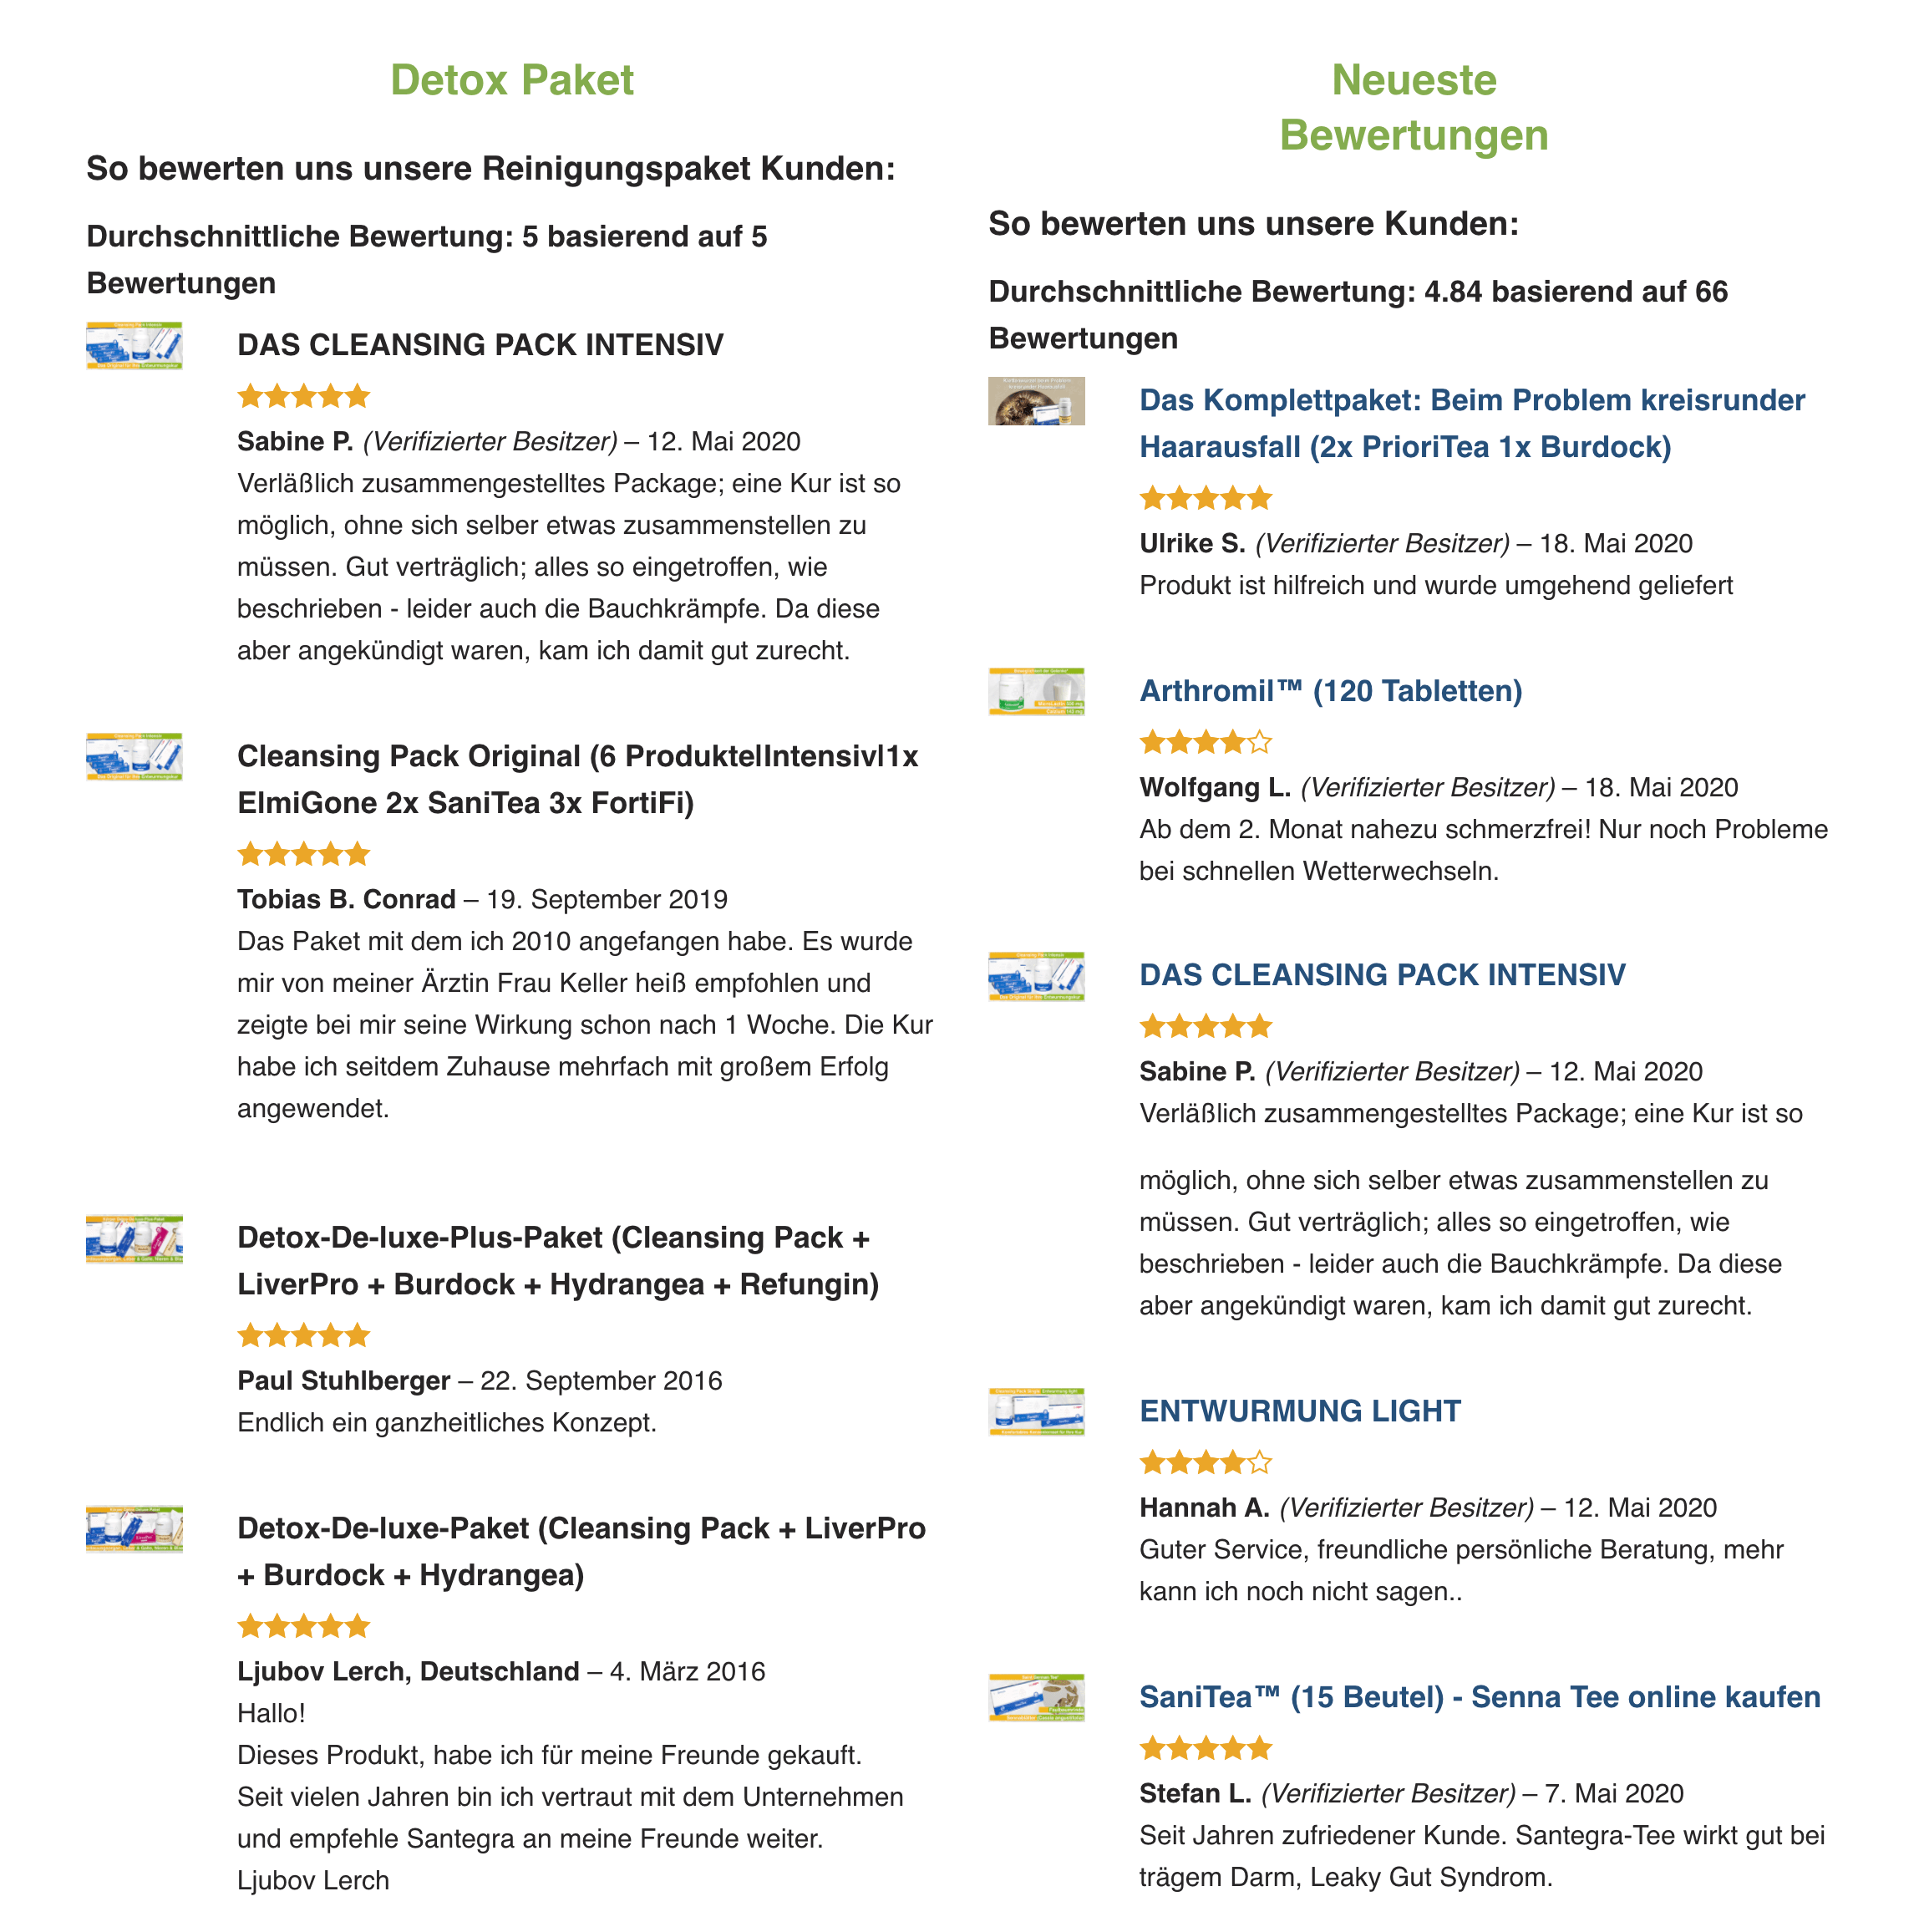 Detox Paket
So bewerten uns unsere Reinigungspaket Kunden:
Durchschnittliche Bewertung: 5 basierend auf 5
Bewertungen
DAS CLEANSING PACK INTENSIV
Sabine P. (Verifizierter Besitzer) – 12. Mai 2020
Verläßlich zusammengestelltes Package; eine Kur ist so
möglich, ohne sich selber etwas zusammenstellen zu
müssen. Gut verträglich; alles so eingetroffen, wie
beschrieben - leider auch die Bauchkrämpfe. Da diese
aber angekündigt waren, kam ich damit gut zurecht.
Cleansing Pack Original (6 Produkte|Intensiv|1x
ElmiGone 2x SaniTea 3x FortiFi)
Tobias B. Conrad – 19. September 2019
Das Paket mit dem ich 2010 angefangen habe. Es wurde
mir von meiner Ärztin Frau Keller heiß empfohlen und
zeigte bei mir seine Wirkung schon nach 1 Woche. Die Kur
habe ich seitdem Zuhause mehrfach mit großem Erfolg
angewendet.
Detox-De-luxe-Plus-Paket (Cleansing Pack +
LiverPro + Burdock + Hydrangea + Refungin)
Paul Stuhlberger – 22. September 2016
Endlich ein ganzheitliches Konzept.
Detox-De-luxe-Paket (Cleansing Pack + LiverPro
+ Burdock + Hydrangea)
Ljubov Lerch, Deutschland – 4. März 2016
Hallo!
Dieses Produkt, habe ich für meine Freunde gekauft.
Seit vielen Jahren bin ich vertraut mit dem Unternehmen
und empfehle Santegra an meine Freunde weiter.
Ljubov Lerch
Neueste
Bewertungen
So bewerten uns unsere Kunden:
Durchschnittliche Bewertung: 4.84 basierend auf 66
Bewertungen
Das Komplettpaket: Beim Problem kreisrunder
Haarausfall (2x PrioriTea 1x Burdock)
Ulrike S. (Verifizierter Besitzer) – 18. Mai 2020
Produkt ist hilfreich und wurde umgehend geliefert
Arthromil™ (120 Tabletten)
Wolfgang L. (Verifizierter Besitzer) – 18. Mai 2020
Ab dem 2. Monat nahezu schmerzfrei! Nur noch Probleme
bei schnellen Wetterwechseln.
DAS CLEANSING PACK INTENSIV
Sabine P. (Verifizierter Besitzer) – 12. Mai 2020
Verläßlich zusammengestelltes Package; eine Kur ist so
möglich, ohne sich selber etwas zusammenstellen zu
müssen. Gut verträglich; alles so eingetroffen, wie
beschrieben - leider auch die Bauchkrämpfe. Da diese
aber angekündigt waren, kam ich damit gut zurecht.
ENTWURMUNG LIGHT
Hannah A. (Verifizierter Besitzer) – 12. Mai 2020
Guter Service, freundliche persönliche Beratung, mehr
kann ich noch nicht sagen..
SaniTea™ (15 Beutel) - Senna Tee online kaufen
Stefan L. (Verifizierter Besitzer) – 7. Mai 2020
Seit Jahren zufriedener Kunde. Santegra-Tee wirkt gut bei
trägem Darm, Leaky Gut Syndrom.